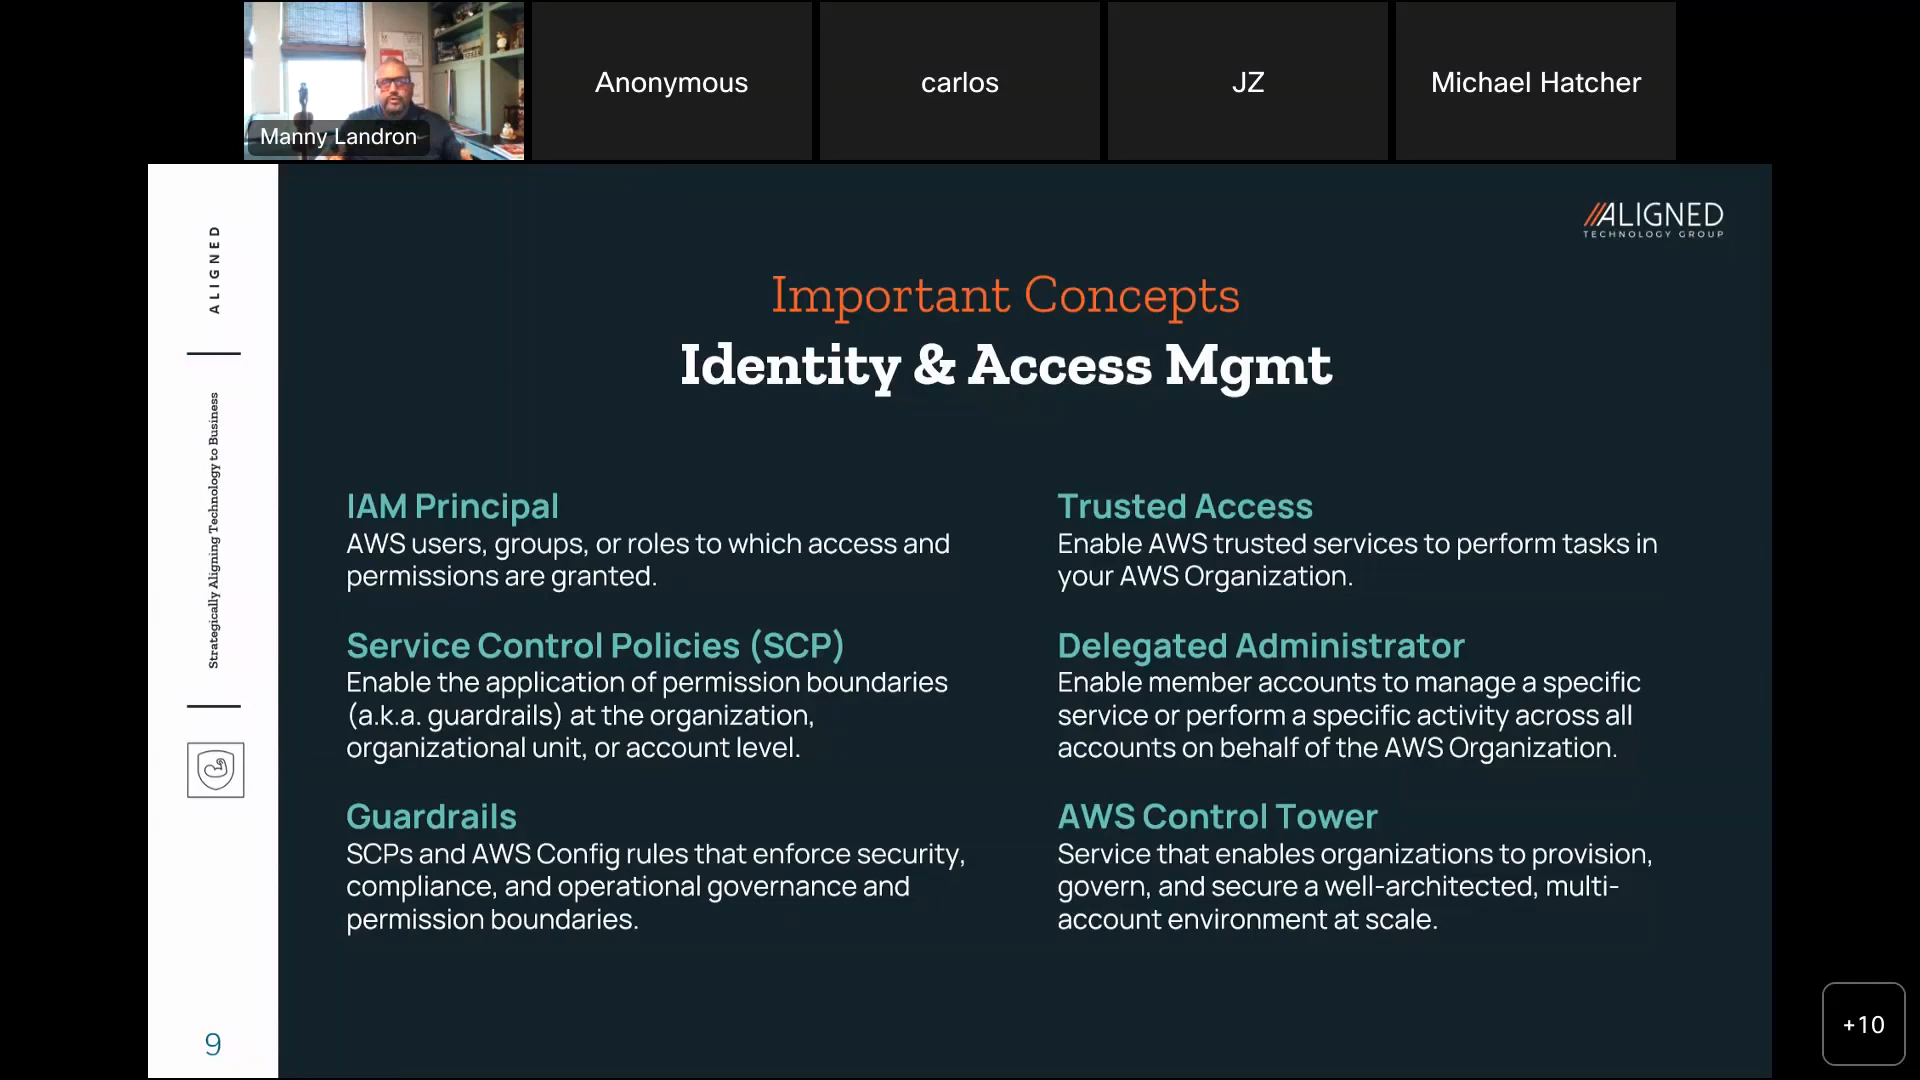 Manny Landron
Anonymous
carlos
JZ
Michael Hatcher
ALIGNED
Strategically Aligning Technology to Business
9
ALIGNED
TECHNOLOGY GROUP
Important Concepts
Identity & Access Mgmt
IAM Principal
AWS users, groups, or roles to which access and
permissions are granted.
Service Control Policies (SCP)
Enable the application of permission boundaries
(a.k.a. guardrails) at the organization,
organizational unit, or account level.
Guardrails
SCPs and AWS Config rules that enforce security,
compliance, and operational governance and
permission boundaries.
Trusted Access
Enable AWS trusted services to perform tasks in
your AWS Organization.
Delegated Administrator
Enable member accounts to manage a specific
service or perform a specific activity across all
accounts on behalf of the AWS Organization.
AWS Control Tower
Service that enables organizations to provision,
govern, and secure a well-architected, multi-
account environment at scale.
+10